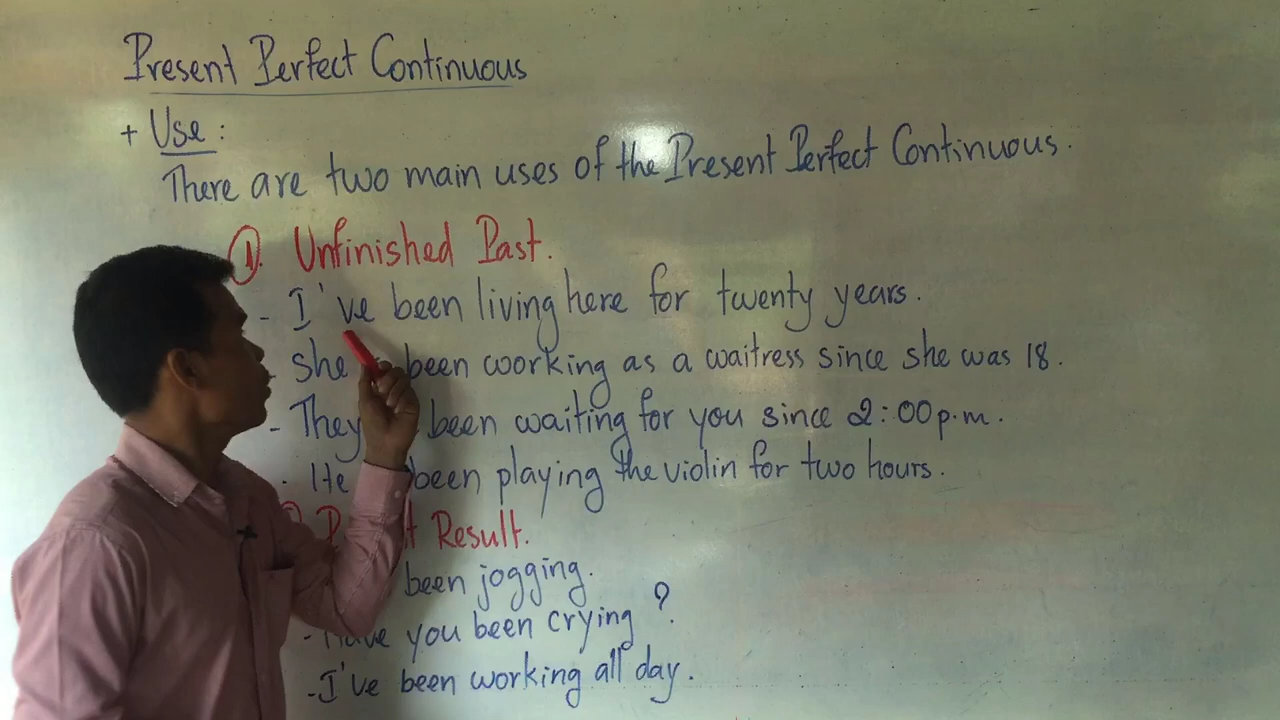 Present Perfect Continuous
+ Use :
There are two main uses of the Present Perfect Continuous.
1. Unfinished Past.
- I've been living here for twenty years.
She been working as a waitress since she was 18.
- They been waiting for you since 2:00 p.m.
- He been playing the violin for two hours.
Result.
been jogging.
- Have you been crying ?
- I've been working all day.